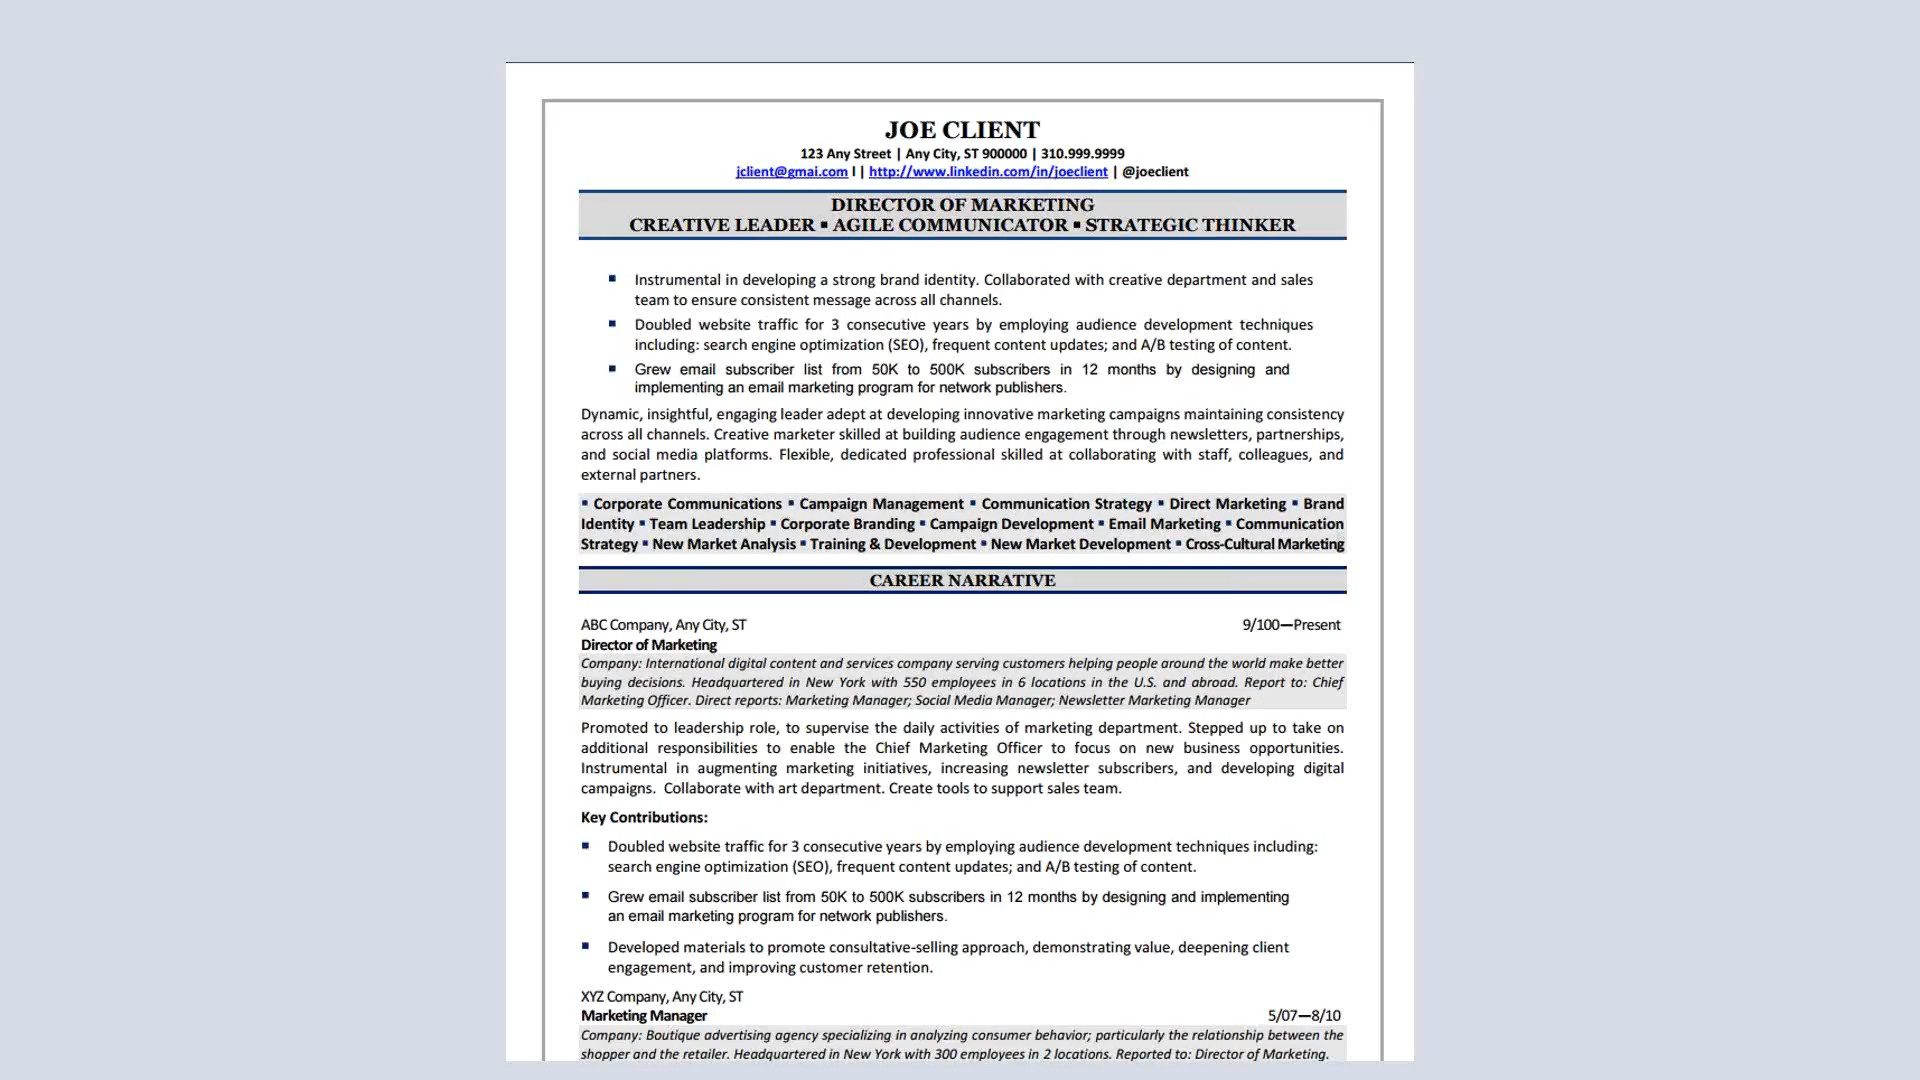 JOE CLIENT
123 Any Street | Any City, ST 900000 | 310.999.9999
jclient@gmai.com l | http://www.linkedin.com/in/joeclient | @joeclient
DIRECTOR OF MARKETING
CREATIVE LEADER ▪ AGILE COMMUNICATOR ▪ STRATEGIC THINKER
▪ Instrumental in developing a strong brand identity. Collaborated with creative department and sales
team to ensure consistent message across all channels.
▪ Doubled website traffic for 3 consecutive years by employing audience development techniques
including: search engine optimization (SEO), frequent content updates; and A/B testing of content.
▪ Grew email subscriber list from 50K to 500K subscribers in 12 months by designing and
implementing an email marketing program for network publishers.
Dynamic, insightful, engaging leader adept at developing innovative marketing campaigns maintaining consistency
across all channels. Creative marketer skilled at building audience engagement through newsletters, partnerships,
and social media platforms. Flexible, dedicated professional skilled at collaborating with staff, colleagues, and
external partners.
▪ Corporate Communications ▪ Campaign Management ▪ Communication Strategy ▪ Direct Marketing ▪ Brand
Identity ▪ Team Leadership ▪ Corporate Branding ▪ Campaign Development ▪ Email Marketing ▪ Communication
Strategy ▪ New Market Analysis ▪ Training & Development ▪ New Market Development ▪ Cross-Cultural Marketing
CAREER NARRATIVE
ABC Company, Any City, ST 9/100—Present
Director of Marketing
Company: International digital content and services company serving customers helping people around the world make better
buying decisions. Headquartered in New York with 550 employees in 6 locations in the U.S. and abroad. Report to: Chief
Marketing Officer. Direct reports: Marketing Manager; Social Media Manager; Newsletter Marketing Manager
Promoted to leadership role, to supervise the daily activities of marketing department. Stepped up to take on
additional responsibilities to enable the Chief Marketing Officer to focus on new business opportunities.
Instrumental in augmenting marketing initiatives, increasing newsletter subscribers, and developing digital
campaigns. Collaborate with art department. Create tools to support sales team.
Key Contributions:
▪ Doubled website traffic for 3 consecutive years by employing audience development techniques including:
search engine optimization (SEO), frequent content updates; and A/B testing of content.
▪ Grew email subscriber list from 50K to 500K subscribers in 12 months by designing and implementing
an email marketing program for network publishers.
▪ Developed materials to promote consultative-selling approach, demonstrating value, deepening client
engagement, and improving customer retention.
XYZ Company, Any City, ST
Marketing Manager 5/07—8/10
Company: Boutique advertising agency specializing in analyzing consumer behavior; particularly the relationship between the
shopper and the retailer. Headquartered in New York with 300 employees in 2 locations. Reported to: Director of Marketing.